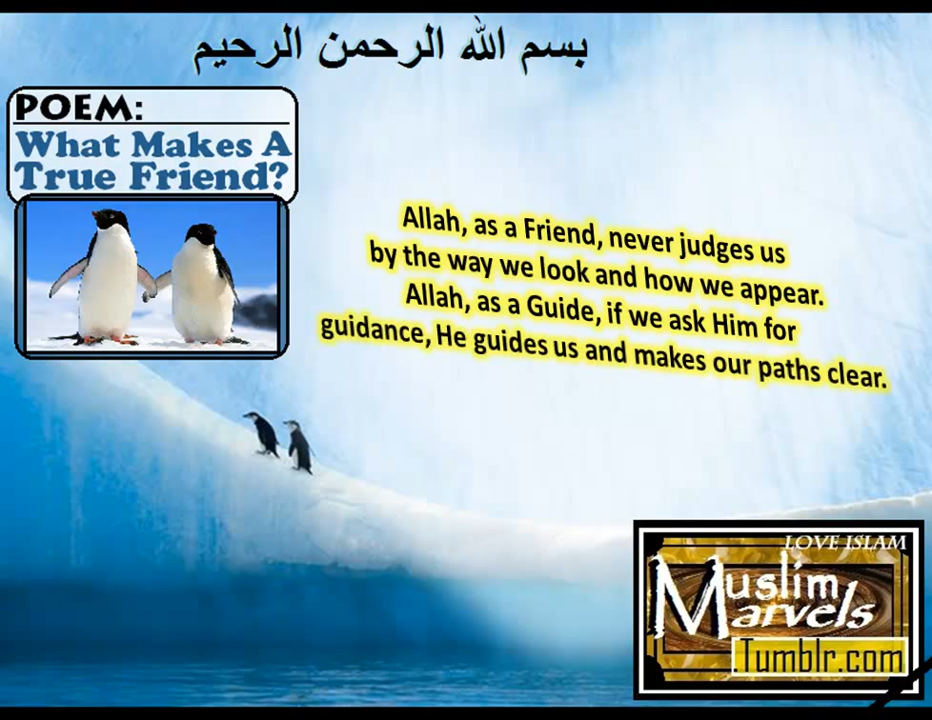 بسم الله الرحمن الرحيم
POEM:
What Makes A
True Friend?
Allah, as a Friend, never judges us
by the way we look and how we appear.
Allah, as a Guide, if we ask Him for
guidance, He guides us and makes our paths clear.
LOVE ISLAM
Muslim
Marvels
.Tumblr.com